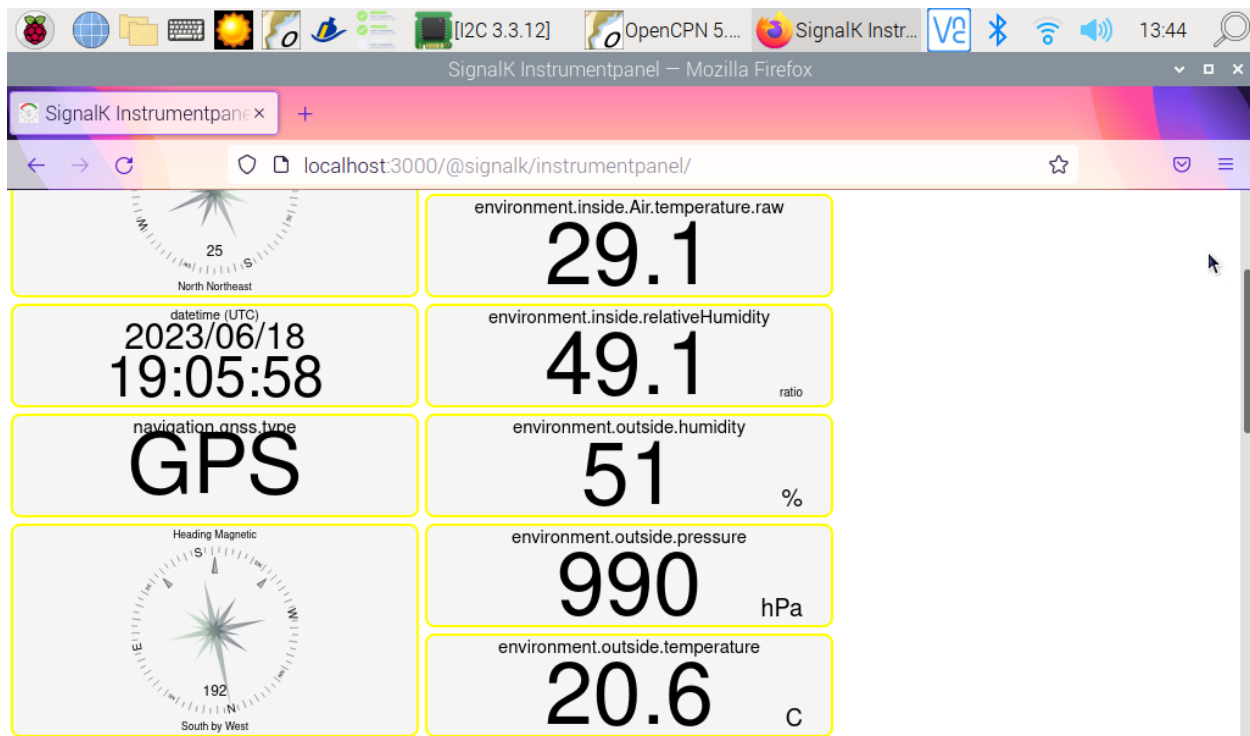 [I2C 3.3.12]
OpenCPN 5....
SignalK Instr...
13:44
SignalK Instrumentpanel — Mozilla Firefox
SignalK Instrumentpane
localhost:3000/@signalk/instrumentpanel/
W
S
25
North Northeast
datetime (UTC)
2023/06/18
19:05:58
navigation.gnss.type
GPS
Heading Magnetic
S
W
E
192
N
South by West
environment.inside.Air.temperature.raw
29.1
environment.inside.relativeHumidity
49.1
ratio
environment.outside.humidity
51
%
environment.outside.pressure
990
hPa
environment.outside.temperature
20.6
C